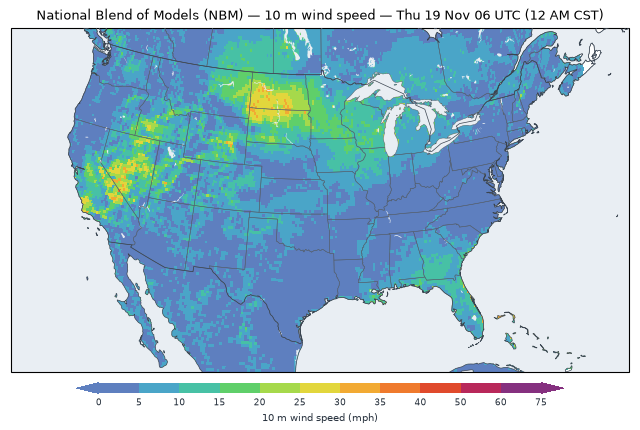 National Blend of Models (NBM) — 10 m wind speed — Thu 19 Nov 06 UTC (12 AM CST)
0 5 10 15 20 25 30 35 40 50 60 75
10 m wind speed (mph)